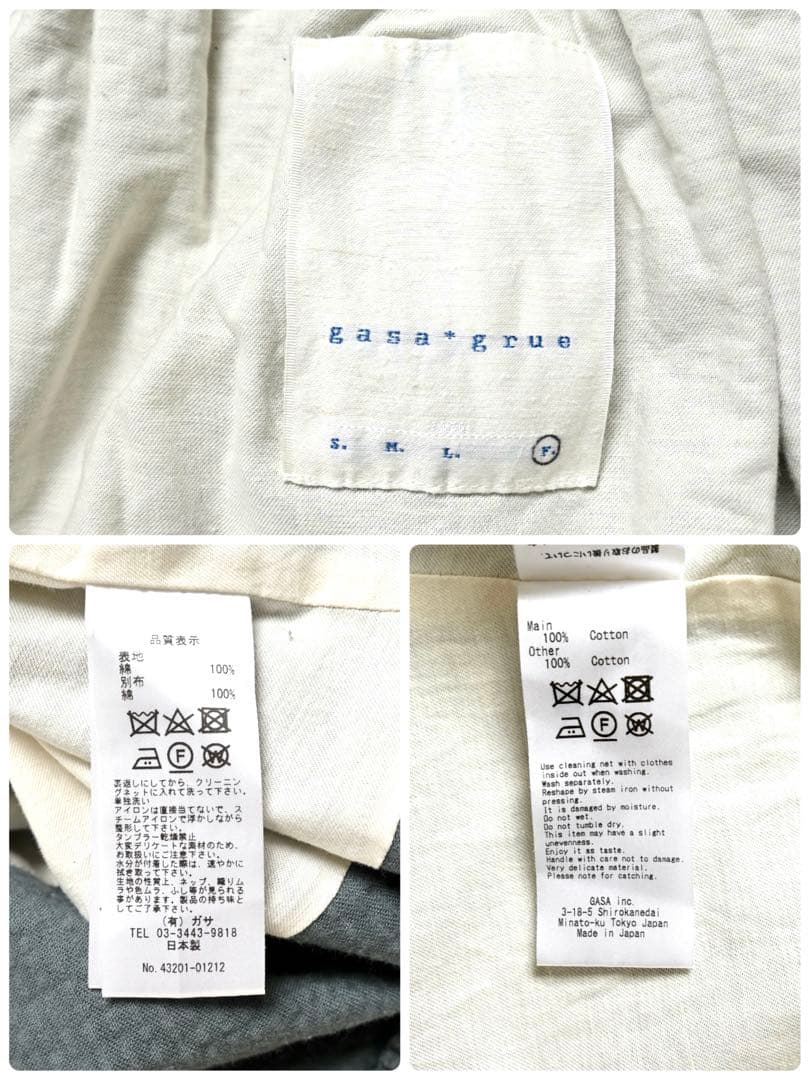 gasa*grue
S. M. L. F.
品質表示
表地
綿 100%
別布
綿 100%
F W
裏返しにしてから、クリーニン
グネットに入れて洗って下さい。
単独洗い
アイロンは直接当てないで、ス
チームアイロンで浮かしながら
整形して下さい。
タンブラー乾燥禁止
大変デリケートな素材のため、
お取扱いにご注意下さい。
水分が付着した際は、速やかに
拭き取って下さい。
生地の性質上、ネップ、織りム
ラや色ムラ、ふし等が見られる
事があります。製品の持ち味と
してご了承下さい。
(有) ガサ
TEL 03-3443-9818
日本製
No. 43201-01212
製品のお取り扱いについて.
Main
100% Cotton
Other
100% Cotton
F W
Use cleaning net with clothes
inside out when washing.
Wash separately.
Reshape by steam iron without
pressing.
It is damaged by moisture.
Do not wet.
Do not tumble dry.
This item may have a slight
unevenness.
Enjoy it as taste.
Handle with care not to damage.
Very delicate material.
Please note for catching.
GASA inc.
3-18-5 Shirokanedai
Minato-ku Tokyo Japan
Made in Japan